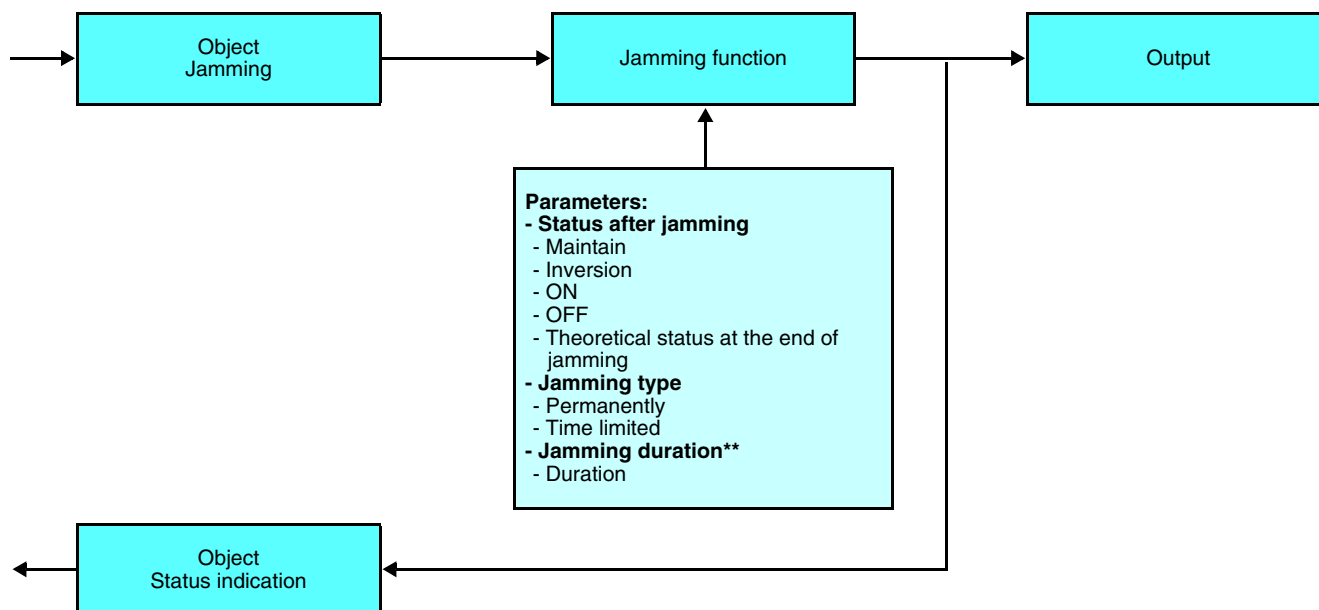 Object
Jamming
Jamming function
Output
Parameters:
- Status after jamming
- Maintain
- Inversion
- ON
- OFF
- Theoretical status at the end of
jamming
- Jamming type
- Permanently
- Time limited
- Jamming duration**
- Duration
Object
Status indication